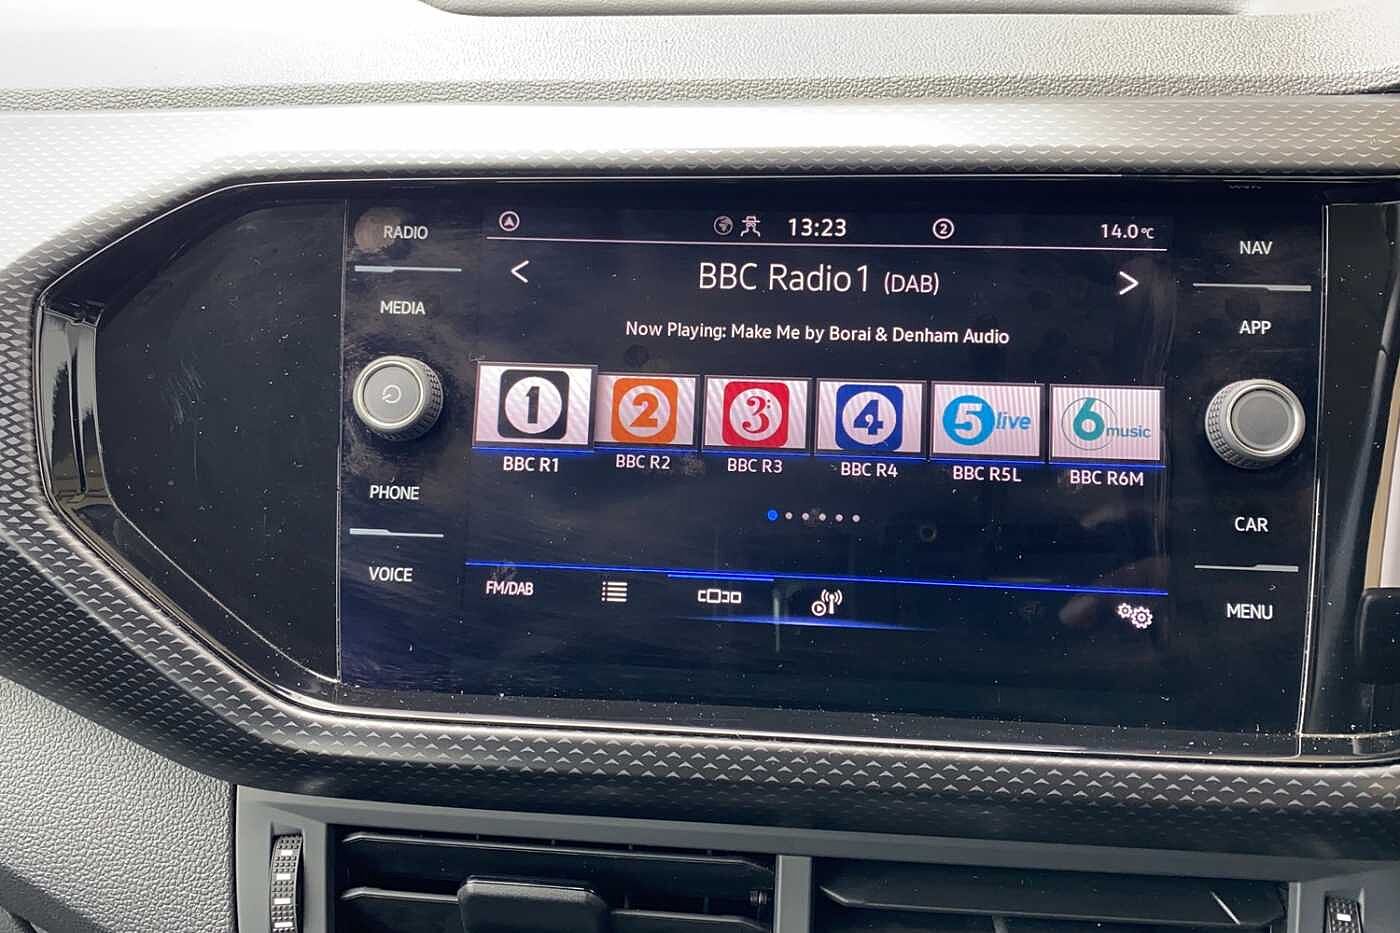 RADIO
MEDIA
PHONE
VOICE
13:23
2
14.0°C
BBC Radio1 (DAB)
Now Playing: Make Me by Borai & Denham Audio
1
2
3
4
5 live
6 music
BBC R1
BBC R2
BBC R3
BBC R4
BBC R5L
BBC R6M
FM/DAB
NAV
APP
CAR
MENU